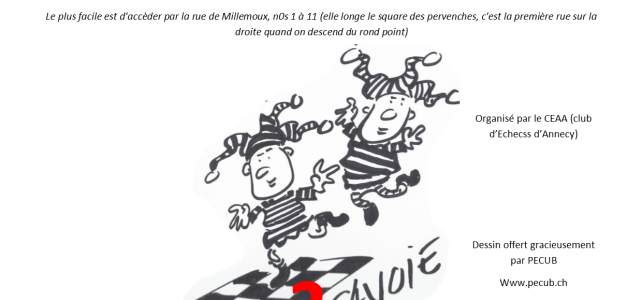 Le plus facile est d'accèder par la rue de Millemoux, n0s 1 à 11 (elle longe le square des pervenches, c'est la première rue sur la
droite quand on descend du rond point)
Organisé par le CEAA (club
d'Echecss d'Annecy)
Dessin offert gracieusement
par PECUB
Www.pecub.ch
SAVOIE